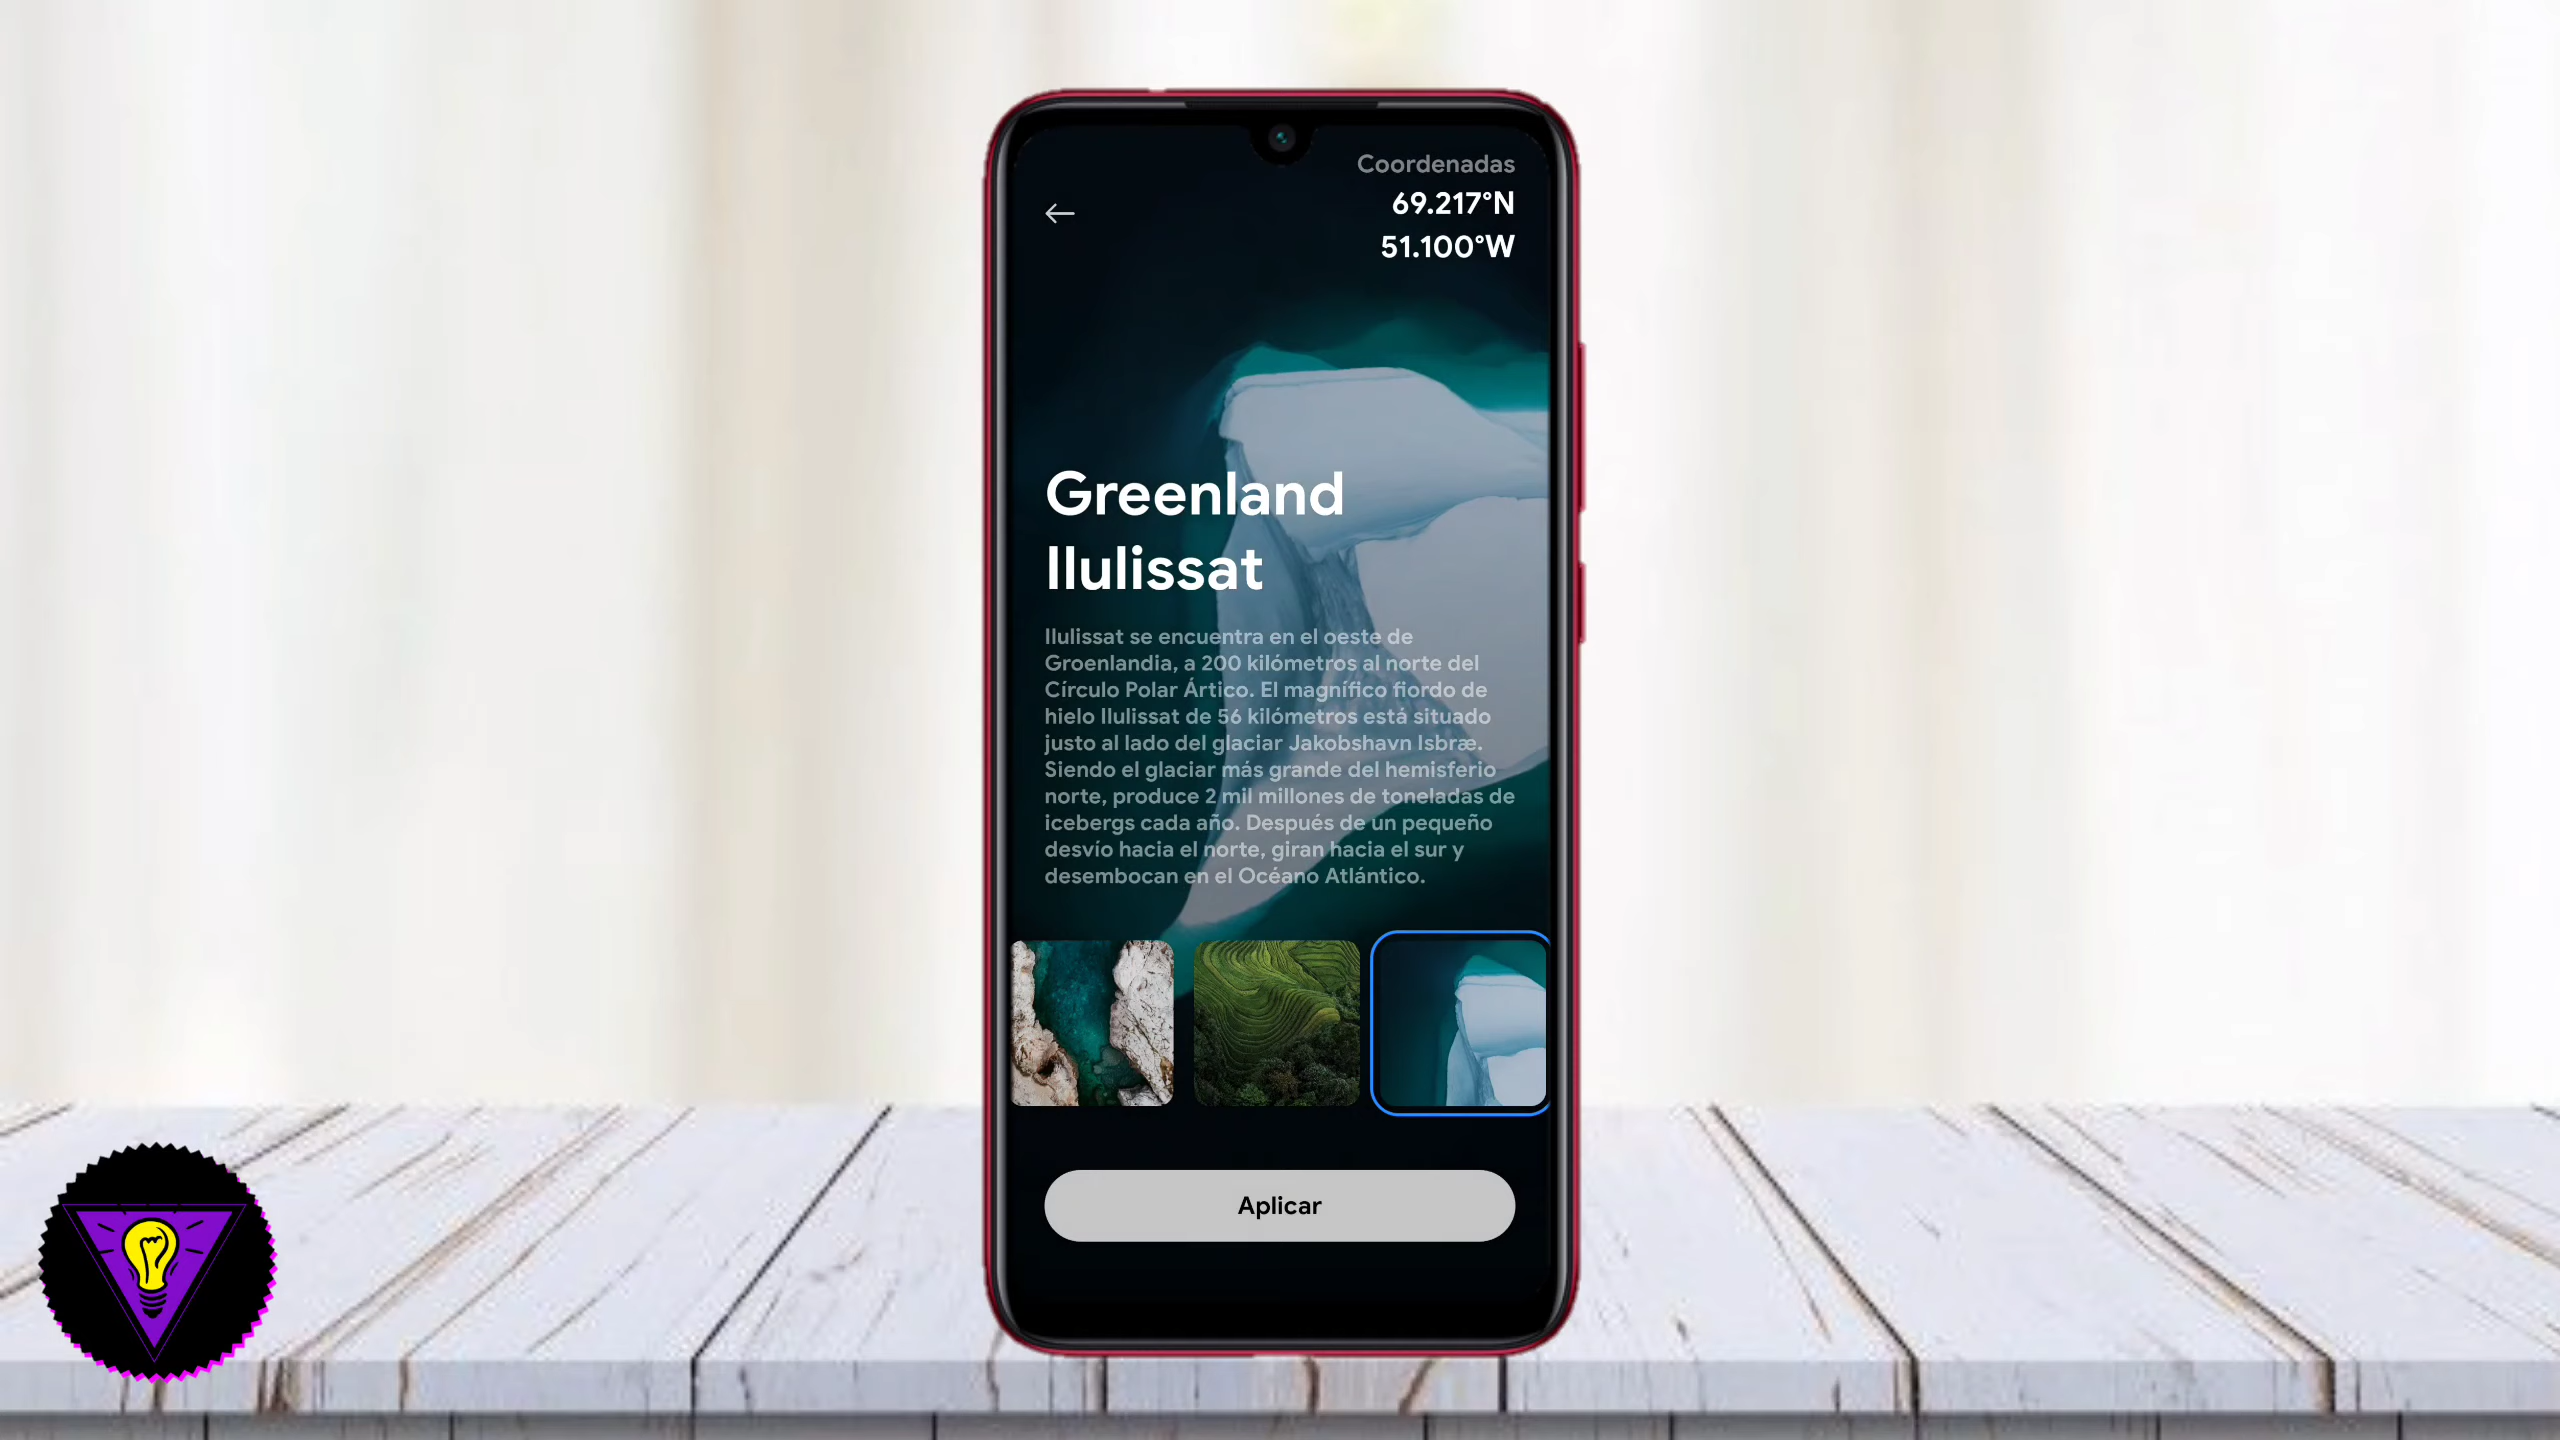 Coordenadas
69.217°N
51.100°W
Greenland
Ilulissat
Ilulissat se encuentra en el oeste de
Groenlandia, a 200 kilómetros al norte del
Círculo Polar Ártico. El magnífico fiordo de
hielo Ilulissat de 56 kilómetros está situado
justo al lado del glaciar Jakobshavn Isbræ.
Siendo el glaciar más grande del hemisferio
norte, produce 2 mil millones de toneladas de
icebergs cada año. Después de un pequeño
desvío hacia el norte, giran hacia el sur y
desembocan en el Océano Atlántico.
Aplicar